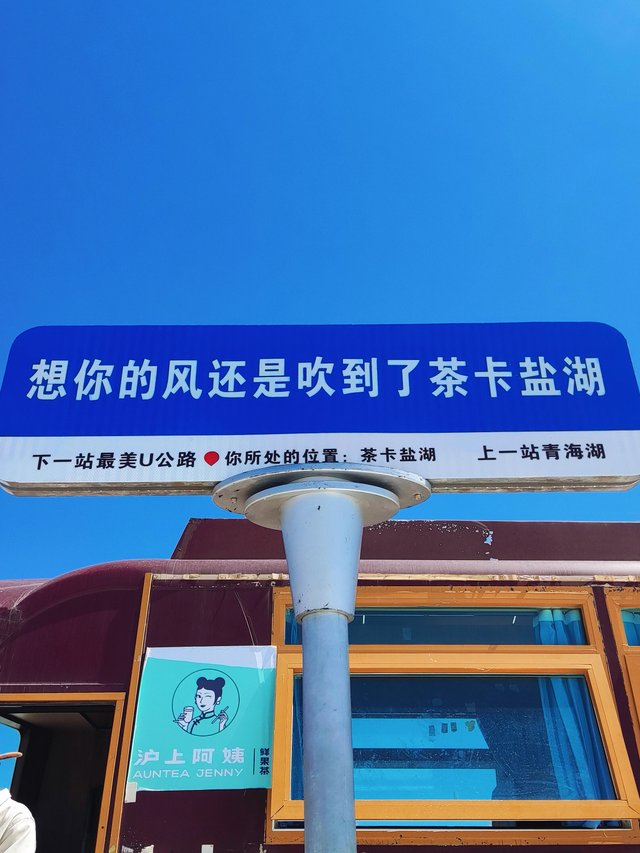 想你的风还是吹到了茶卡盐湖
下一站最美U公路 你所处的位置：茶卡盐湖 上一站青海湖
沪上阿姨
鲜果茶
AUNTEA JENNY